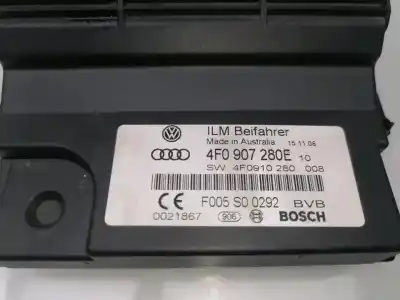 ILM Beifahrer
Made in Australia 15.11.06
4F0 907 280E 10
SW 4F0910 280 008
CE F005 S0 0292 BVB
0021867 906 BOSCH